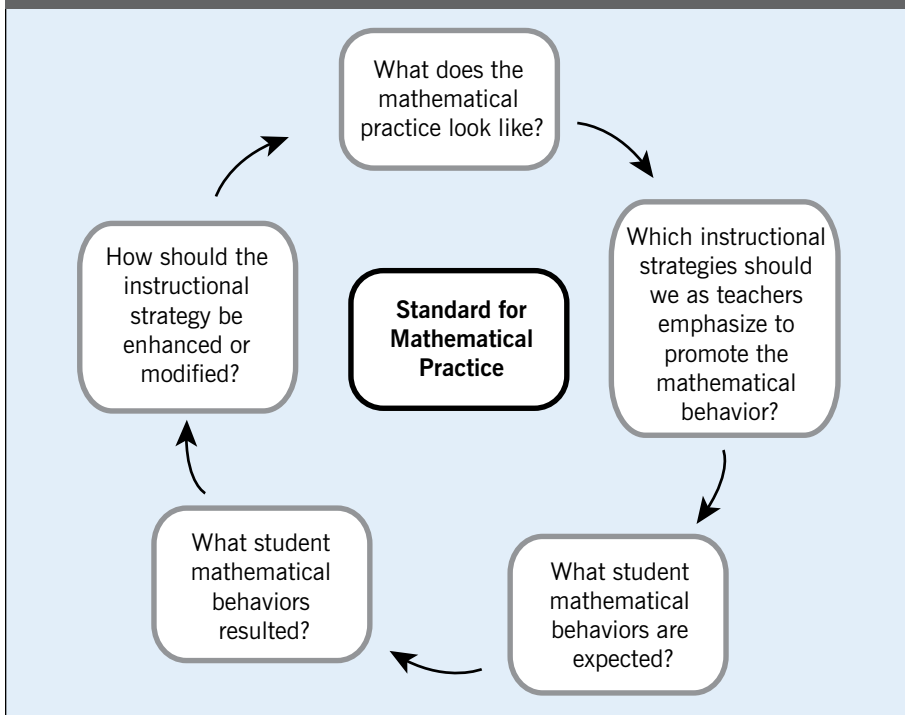 What does the
mathematical
practice look like?
Which instructional
strategies should
we as teachers
emphasize to
promote the
mathematical
behavior?
What student
mathematical
behaviors are
expected?
What student
mathematical
behaviors
resulted?
How should the
instructional
strategy be
enhanced or
modified?
Standard for
Mathematical
Practice